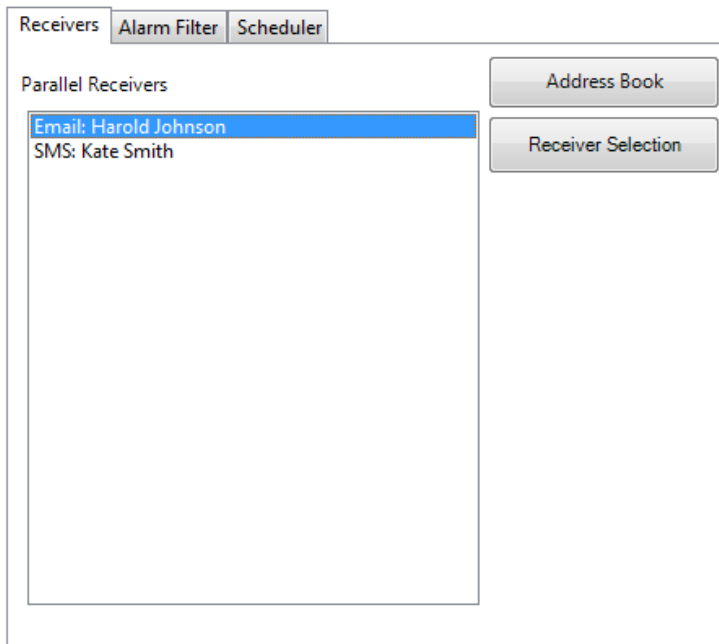 Receivers Alarm Filter Scheduler
Parallel Receivers
Address Book
Email: Harold Johnson
SMS: Kate Smith
Receiver Selection